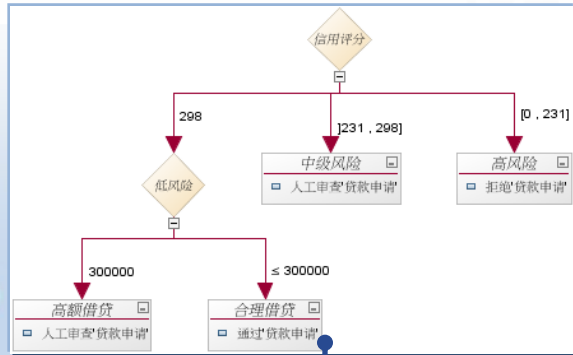 信用评分
298
]231 , 298]
[0 , 231]
低风险
中级风险
人工审查'贷款申请'
高风险
拒绝'贷款申请'
300000
≤ 300000
高额借贷
人工审查'贷款申请'
合理借贷
通过'贷款申请'